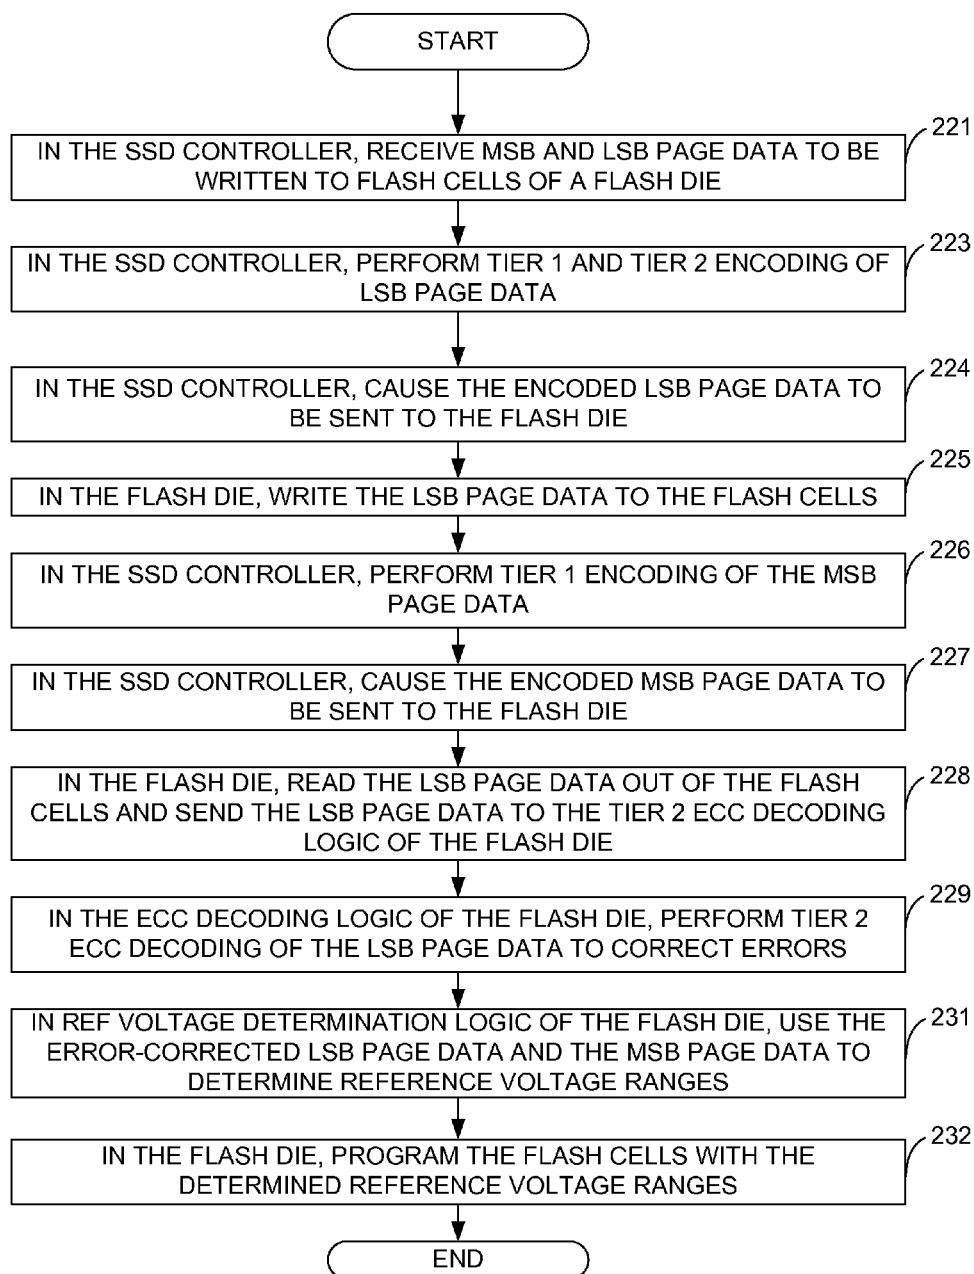 START
221
IN THE SSD CONTROLLER, RECEIVE MSB AND LSB PAGE DATA TO BE
WRITTEN TO FLASH CELLS OF A FLASH DIE
223
IN THE SSD CONTROLLER, PERFORM TIER 1 AND TIER 2 ENCODING OF
LSB PAGE DATA
224
IN THE SSD CONTROLLER, CAUSE THE ENCODED LSB PAGE DATA TO
BE SENT TO THE FLASH DIE
225
IN THE FLASH DIE, WRITE THE LSB PAGE DATA TO THE FLASH CELLS
226
IN THE SSD CONTROLLER, PERFORM TIER 1 ENCODING OF THE MSB
PAGE DATA
227
IN THE SSD CONTROLLER, CAUSE THE ENCODED MSB PAGE DATA TO
BE SENT TO THE FLASH DIE
228
IN THE FLASH DIE, READ THE LSB PAGE DATA OUT OF THE FLASH
CELLS AND SEND THE LSB PAGE DATA TO THE TIER 2 ECC DECODING
LOGIC OF THE FLASH DIE
229
IN THE ECC DECODING LOGIC OF THE FLASH DIE, PERFORM TIER 2
ECC DECODING OF THE LSB PAGE DATA TO CORRECT ERRORS
231
IN REF VOLTAGE DETERMINATION LOGIC OF THE FLASH DIE, USE THE
ERROR-CORRECTED LSB PAGE DATA AND THE MSB PAGE DATA TO
DETERMINE REFERENCE VOLTAGE RANGES
232
IN THE FLASH DIE, PROGRAM THE FLASH CELLS WITH THE
DETERMINED REFERENCE VOLTAGE RANGES
END